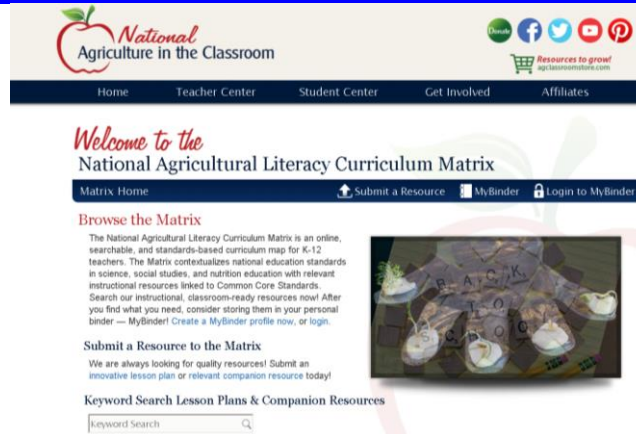 National
Agriculture in the Classroom
Donate
Resources to grow!
agclassroomstore.com
Home Teacher Center Student Center Get Involved Affiliates
Welcome to the
National Agricultural Literacy Curriculum Matrix
Matrix Home Submit a Resource MyBinder Login to MyBinder
Browse the Matrix
The National Agricultural Literacy Curriculum Matrix is an online,
searchable, and standards-based curriculum map for K-12
teachers. The Matrix contextualizes national education standards
in science, social studies, and nutrition education with relevant
instructional resources linked to Common Core Standards.
Search our instructional, classroom-ready resources now! After
you find what you need, consider storing them in your personal
binder — MyBinder! Create a MyBinder profile now, or login.
BACK
TO
Submit a Resource to the Matrix
We are always looking for quality resources! Submit an
innovative lesson plan or relevant companion resource today!
Keyword Search Lesson Plans & Companion Resources
Keyword Search